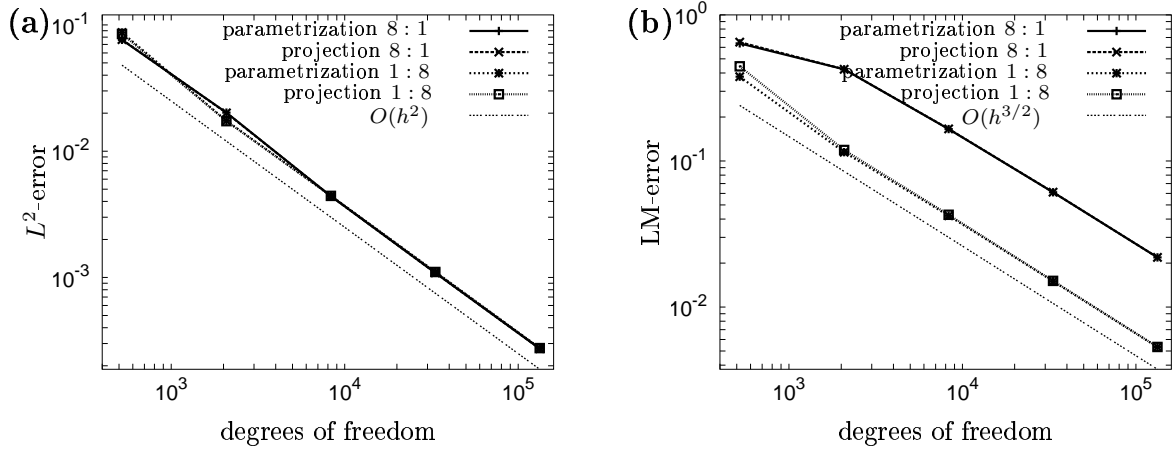 (a)
10^-1
10^-2
10^-3
L^2-error
10^3
10^4
10^5
degrees of freedom
parametrization 8 : 1
projection 8 : 1
parametrization 1 : 8
projection 1 : 8
O(h^2)
(b)
10^0
10^-1
10^-2
LM-error
10^3
10^4
10^5
degrees of freedom
parametrization 8 : 1
projection 8 : 1
parametrization 1 : 8
projection 1 : 8
O(h^{3/2})